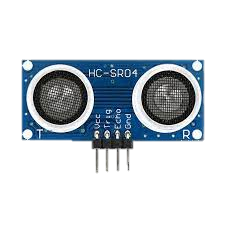 HC-SR04
T R
Vcc
Trig
Echo
Gnd